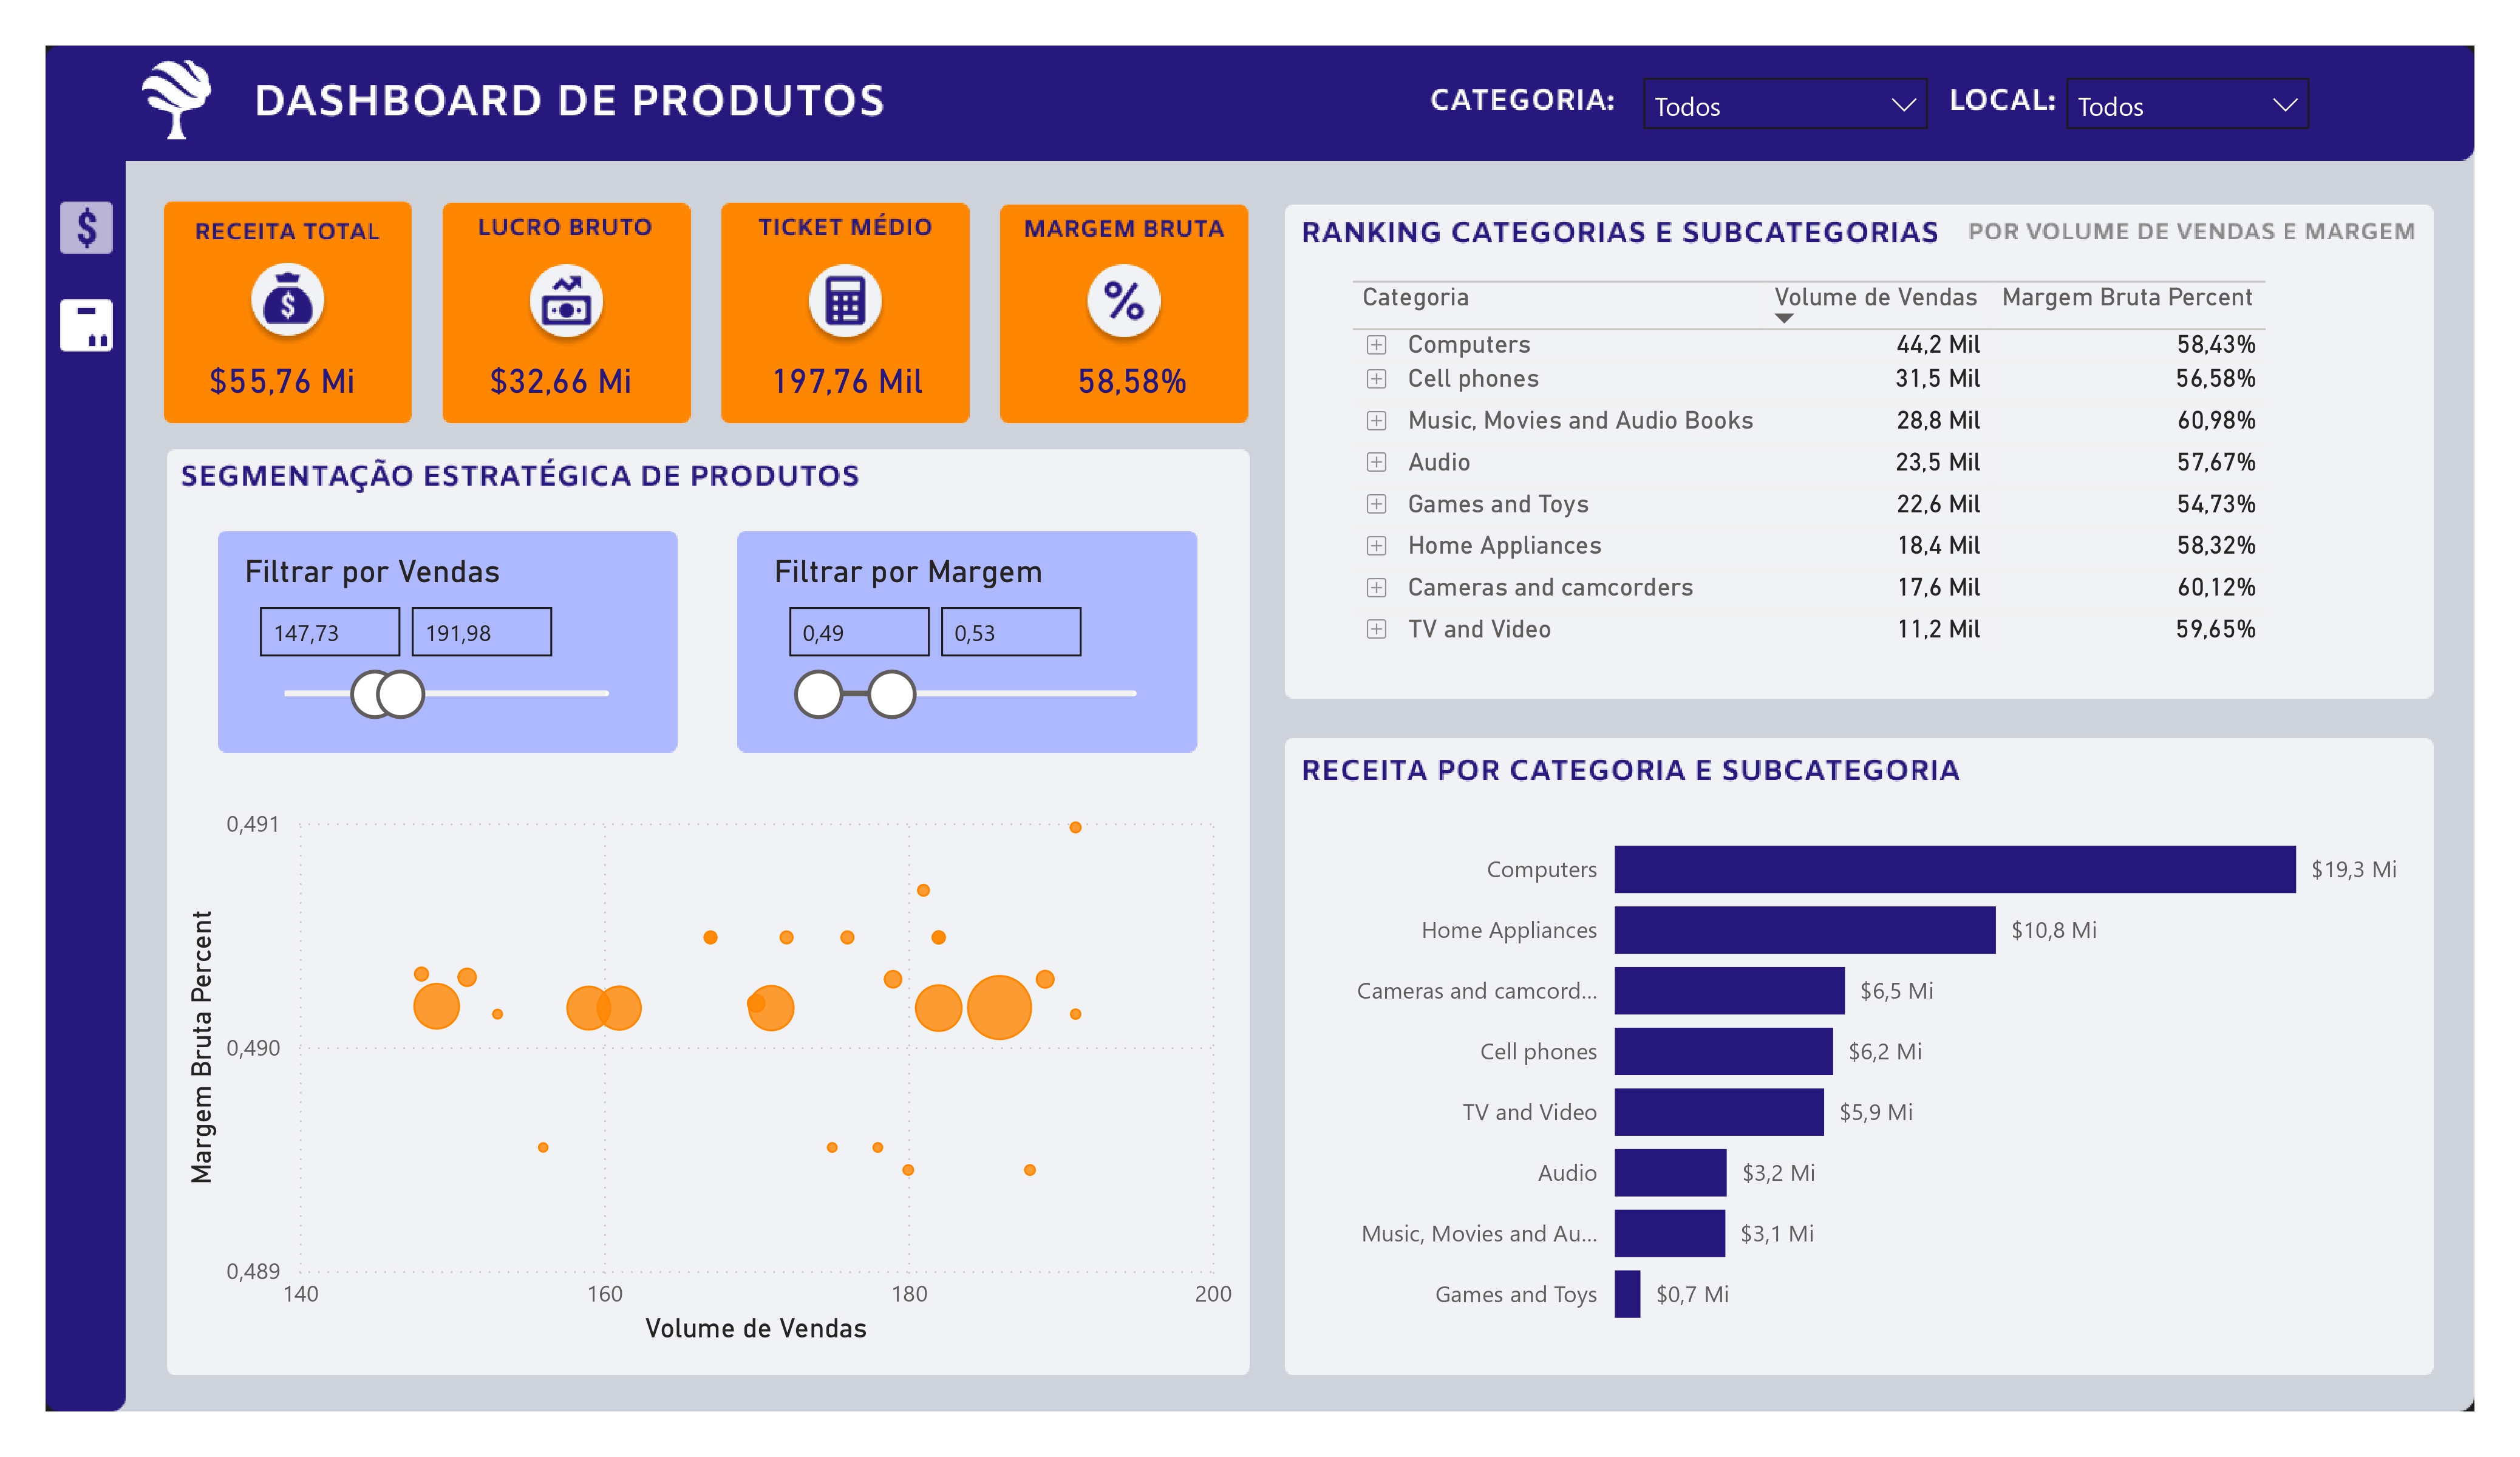 DASHBOARD DE PRODUTOS
CATEGORIA: Todos LOCAL: Todos
RECEITA TOTAL
$55,76 Mi
LUCRO BRUTO
$32,66 Mi
TICKET MÉDIO
197,76 Mil
MARGEM BRUTA
58,58%
SEGMENTAÇÃO ESTRATÉGICA DE PRODUTOS
Filtrar por Vendas
147,73 191,98
Filtrar por Margem
0,49 0,53
Margem Bruta Percent
0,491
0,490
0,489
140 160 180 200
Volume de Vendas
RANKING CATEGORIAS E SUBCATEGORIAS POR VOLUME DE VENDAS E MARGEM
Categoria Volume de Vendas Margem Bruta Percent
Computers 44,2 Mil 58,43%
Cell phones 31,5 Mil 56,58%
Music, Movies and Audio Books 28,8 Mil 60,98%
Audio 23,5 Mil 57,67%
Games and Toys 22,6 Mil 54,73%
Home Appliances 18,4 Mil 58,32%
Cameras and camcorders 17,6 Mil 60,12%
TV and Video 11,2 Mil 59,65%
RECEITA POR CATEGORIA E SUBCATEGORIA
Computers $19,3 Mi
Home Appliances $10,8 Mi
Cameras and camcord... $6,5 Mi
Cell phones $6,2 Mi
TV and Video $5,9 Mi
Audio $3,2 Mi
Music, Movies and Au... $3,1 Mi
Games and Toys $0,7 Mi